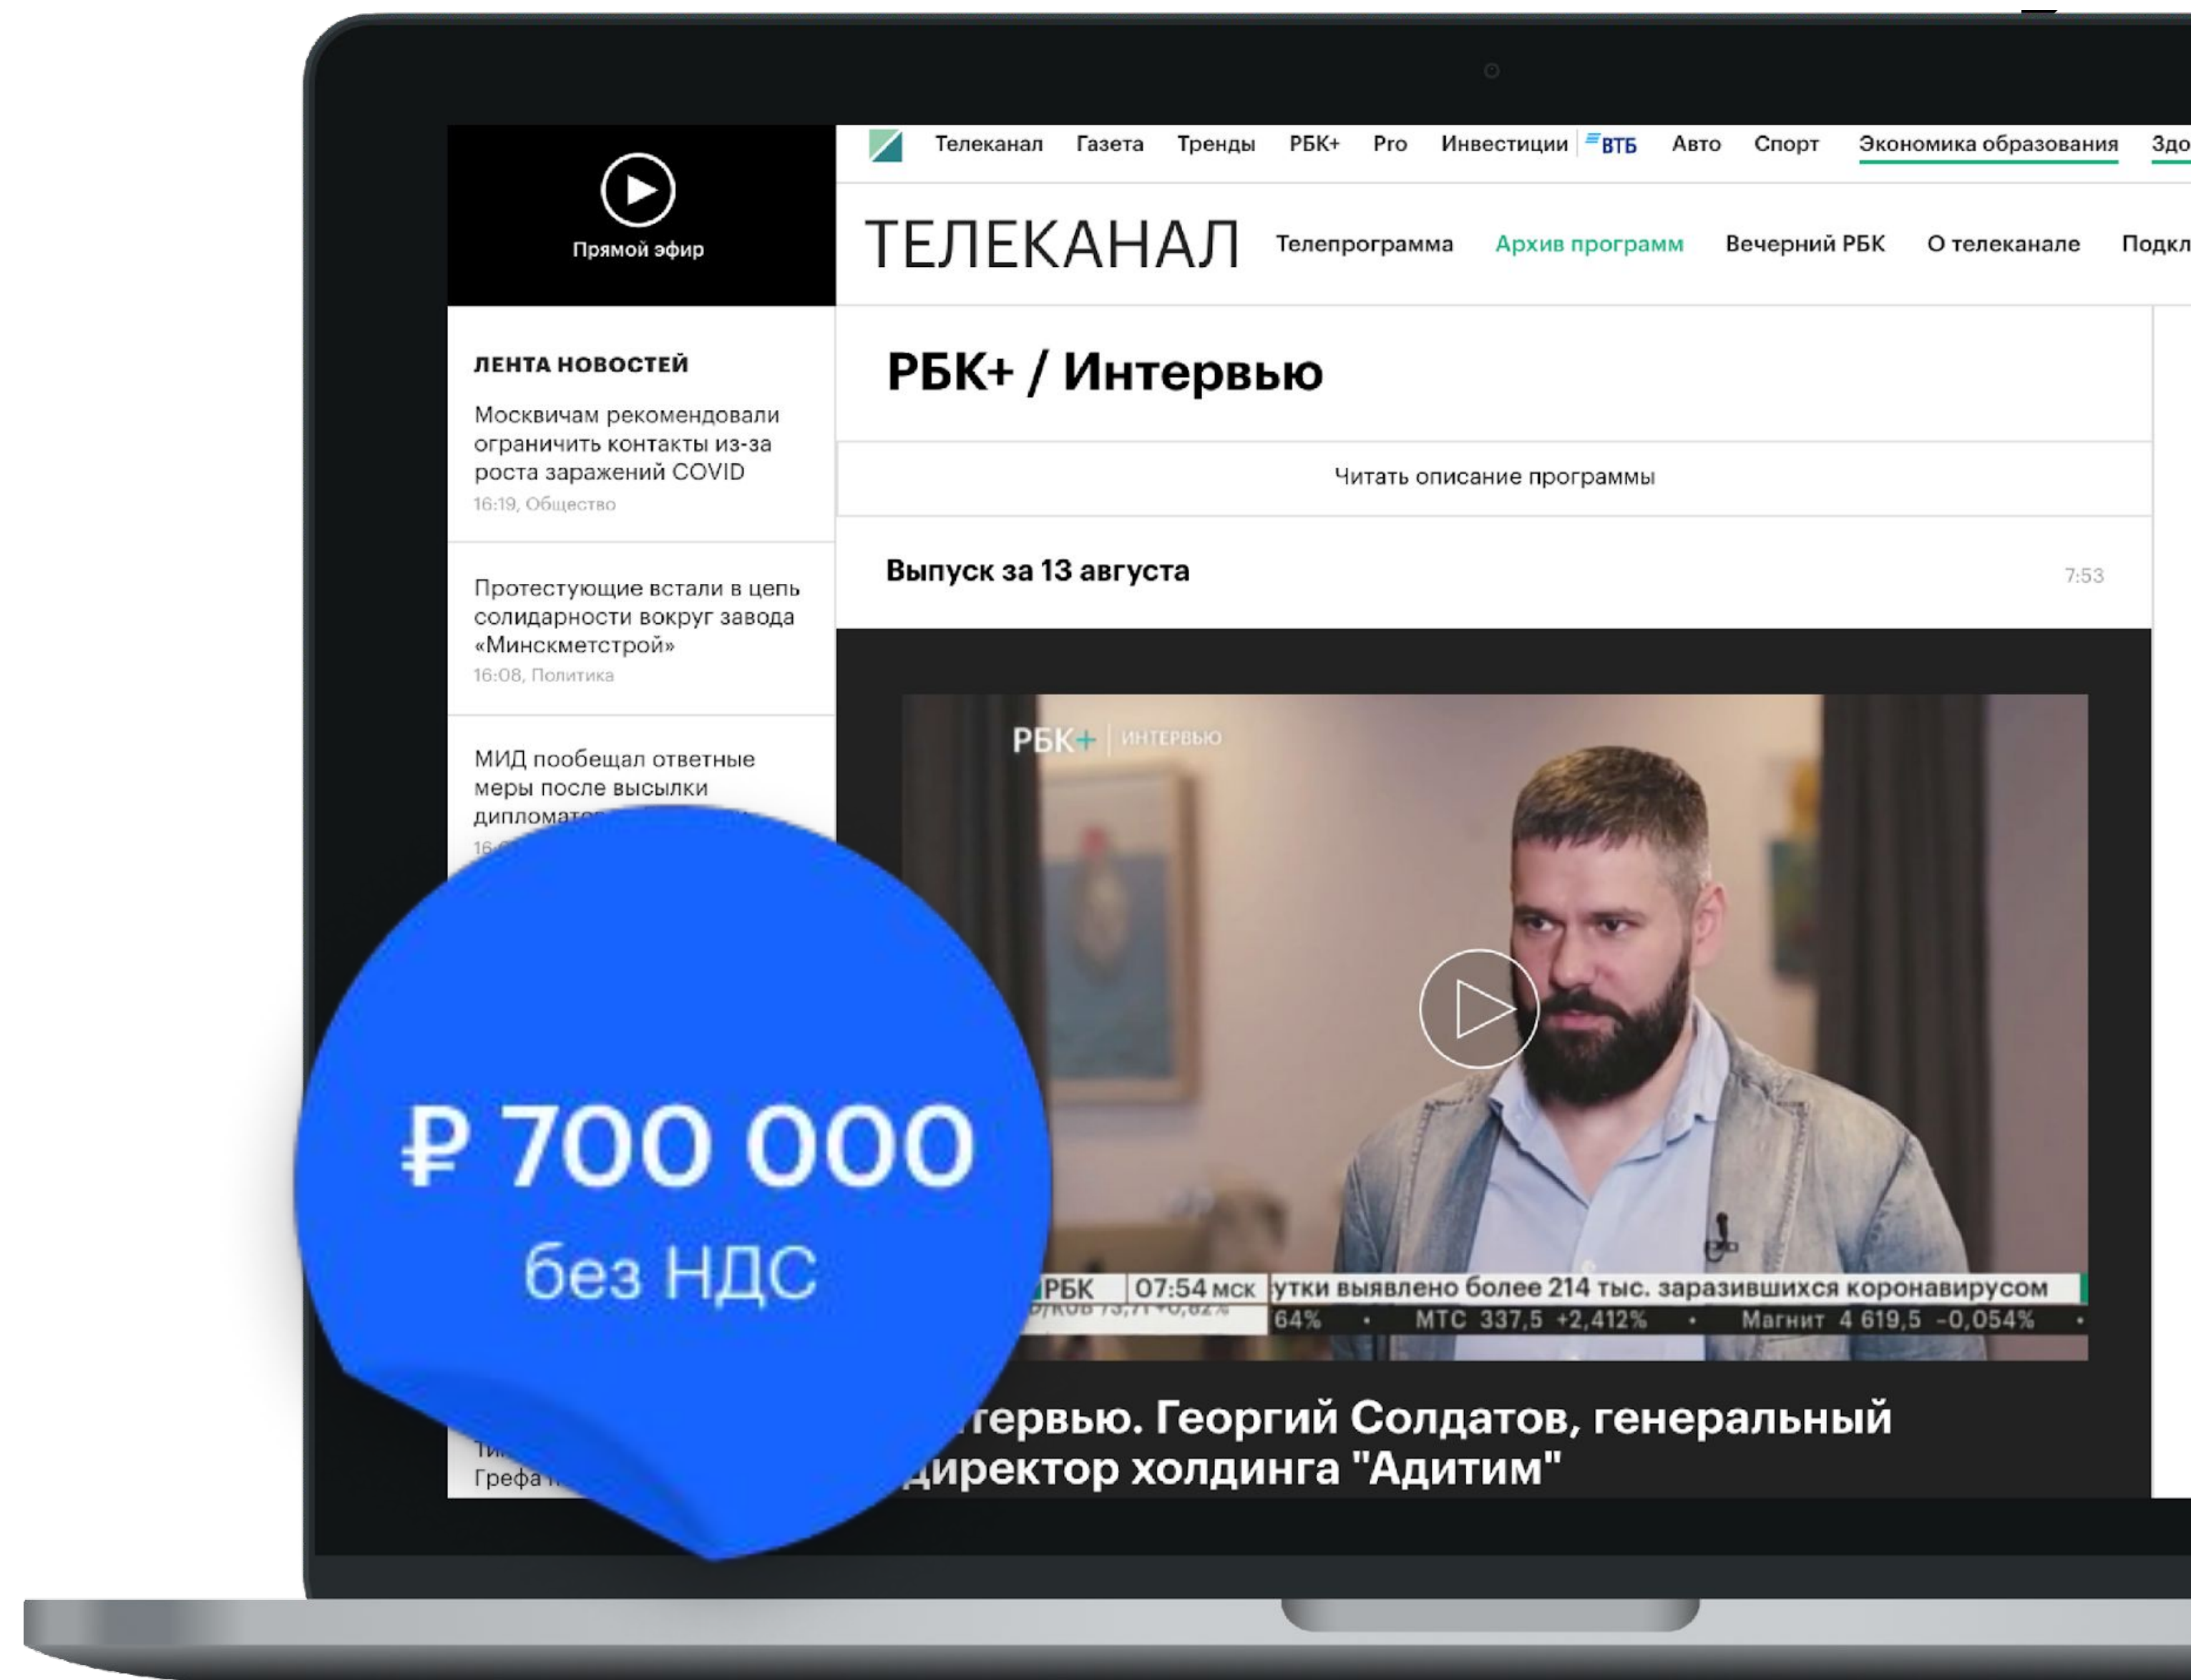 Телеканал Газета Тренды РБК+ Pro Инвестиции ВТБ Авто Спорт Экономика образования
Прямой эфир
ТЕЛЕКАНАЛ Телепрограмма Архив программ Вечерний РБК О телеканале
ЛЕНТА НОВОСТЕЙ
Москвичам рекомендовали
ограничить контакты из-за
роста заражений COVID
16:19, Общество
Протестующие встали в цепь
солидарности вокруг завода
«Минскметстрой»
16:08, Политика
МИД пообещал ответные
меры после высылки
Грефа
РБК+ / Интервью
Читать описание программы
Выпуск за 13 августа 7:53
РБК+ ИНТЕРВЬЮ
₽ 700 000
без НДС
РБК 07:54 МСК утки выявлено более 214 тыс. заразившихся коронавирусом
64% • МТС 337,5 +2,412% • Магнит 4 619,5 -0,054% •
тервью. Георгий Солдатов, генеральный
директор холдинга "Адитим"